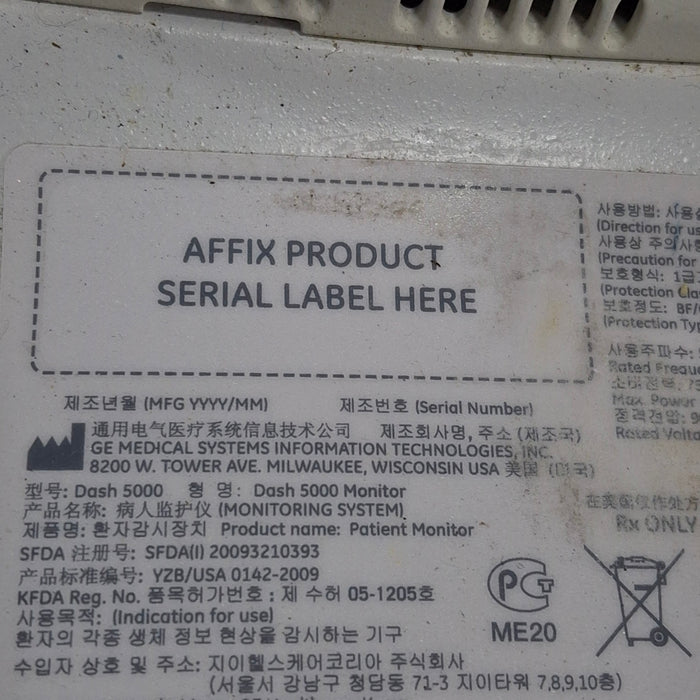 AFFIX PRODUCT
SERIAL LABEL HERE
제조년월 (MFG YYYY/MM) 제조번호 (Serial Number)
通用电气医疗系统信息技术公司 제조회사명, 주소 (제조국)
GE MEDICAL SYSTEMS INFORMATION TECHNOLOGIES, INC.
8200 W. TOWER AVE. MILWAUKEE, WISCONSIN USA 美国 (미국)
型号: Dash 5000 형 명: Dash 5000 Monitor
产品名称: 病人监护仪 (MONITORING SYSTEM)
제품명: 환자감시장치 Product name: Patient Monitor
SFDA 注册号: SFDA(I) 20093210393
产品标准编号: YZB/USA 0142-2009
KFDA Reg. No. 품목허가번호 : 제 수허 05-1205호
사용목적: (Indication for use)
환자의 각종 생체 정보 현상을 감시하는 기구
수입자 상호 및 주소: 지이헬스케어코리아 주식회사
(서울서 강남구 청담동 71-3 지이타워 7,8,9,10층)
사용방법:
(Direction for
사용상
(Precaution for
보호형식: 1급
(Protection
보호정도: BF/
(Protection
사용주파수:
Rated
Max. Power
정격전압:
Rated
Rx ONLY
PCT
ME20